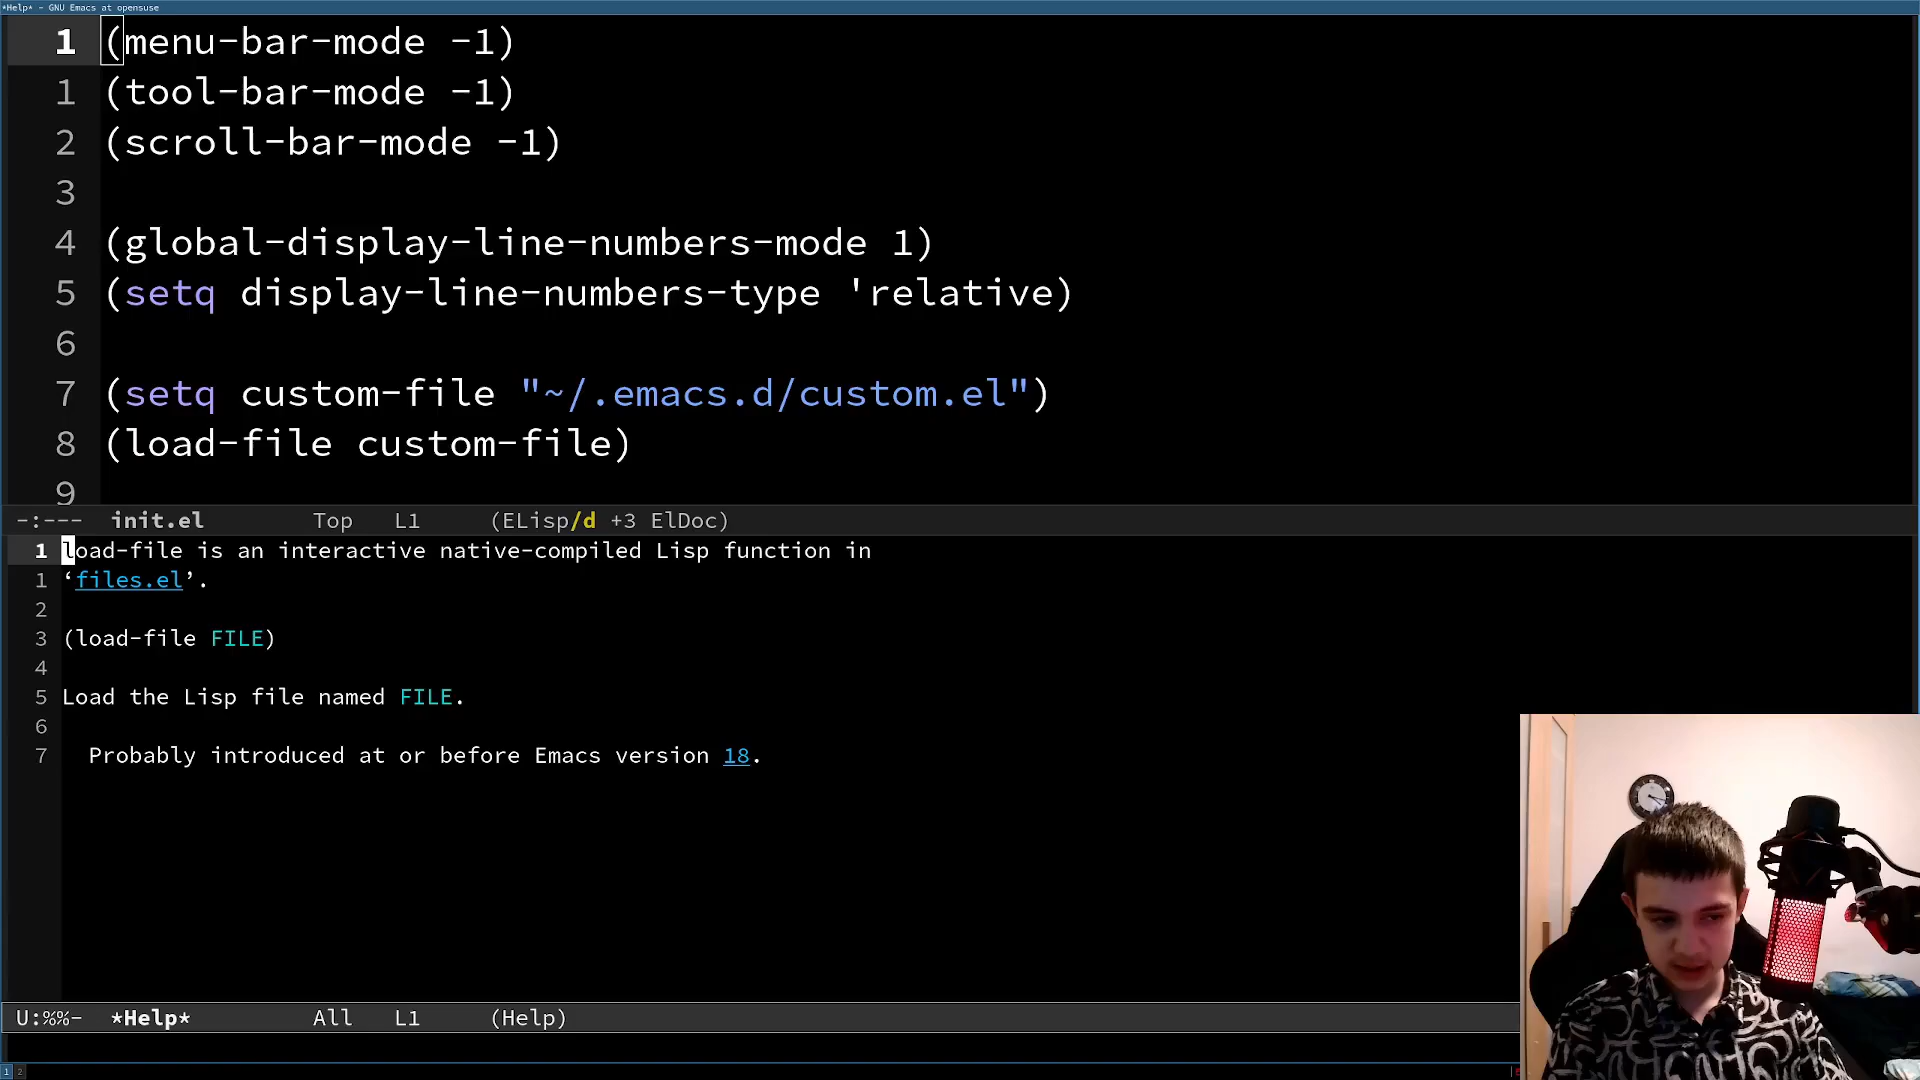 *Help* - GNU Emacs at opensuse
1 (menu-bar-mode -1)
1 (tool-bar-mode -1)
2 (scroll-bar-mode -1)
3
4 (global-display-line-numbers-mode 1)
5 (setq display-line-numbers-type 'relative)
6
7 (setq custom-file "~/.emacs.d/custom.el")
8 (load-file custom-file)
9
-:--- init.el Top L1 (ELisp/d +3 ElDoc)
1 load-file is an interactive native-compiled Lisp function in
1 ‘files.el’.
2
3 (load-file FILE)
4
5 Load the Lisp file named FILE.
6
7 Probably introduced at or before Emacs version 18.
U:%%- *Help* All L1 (Help)
1 2